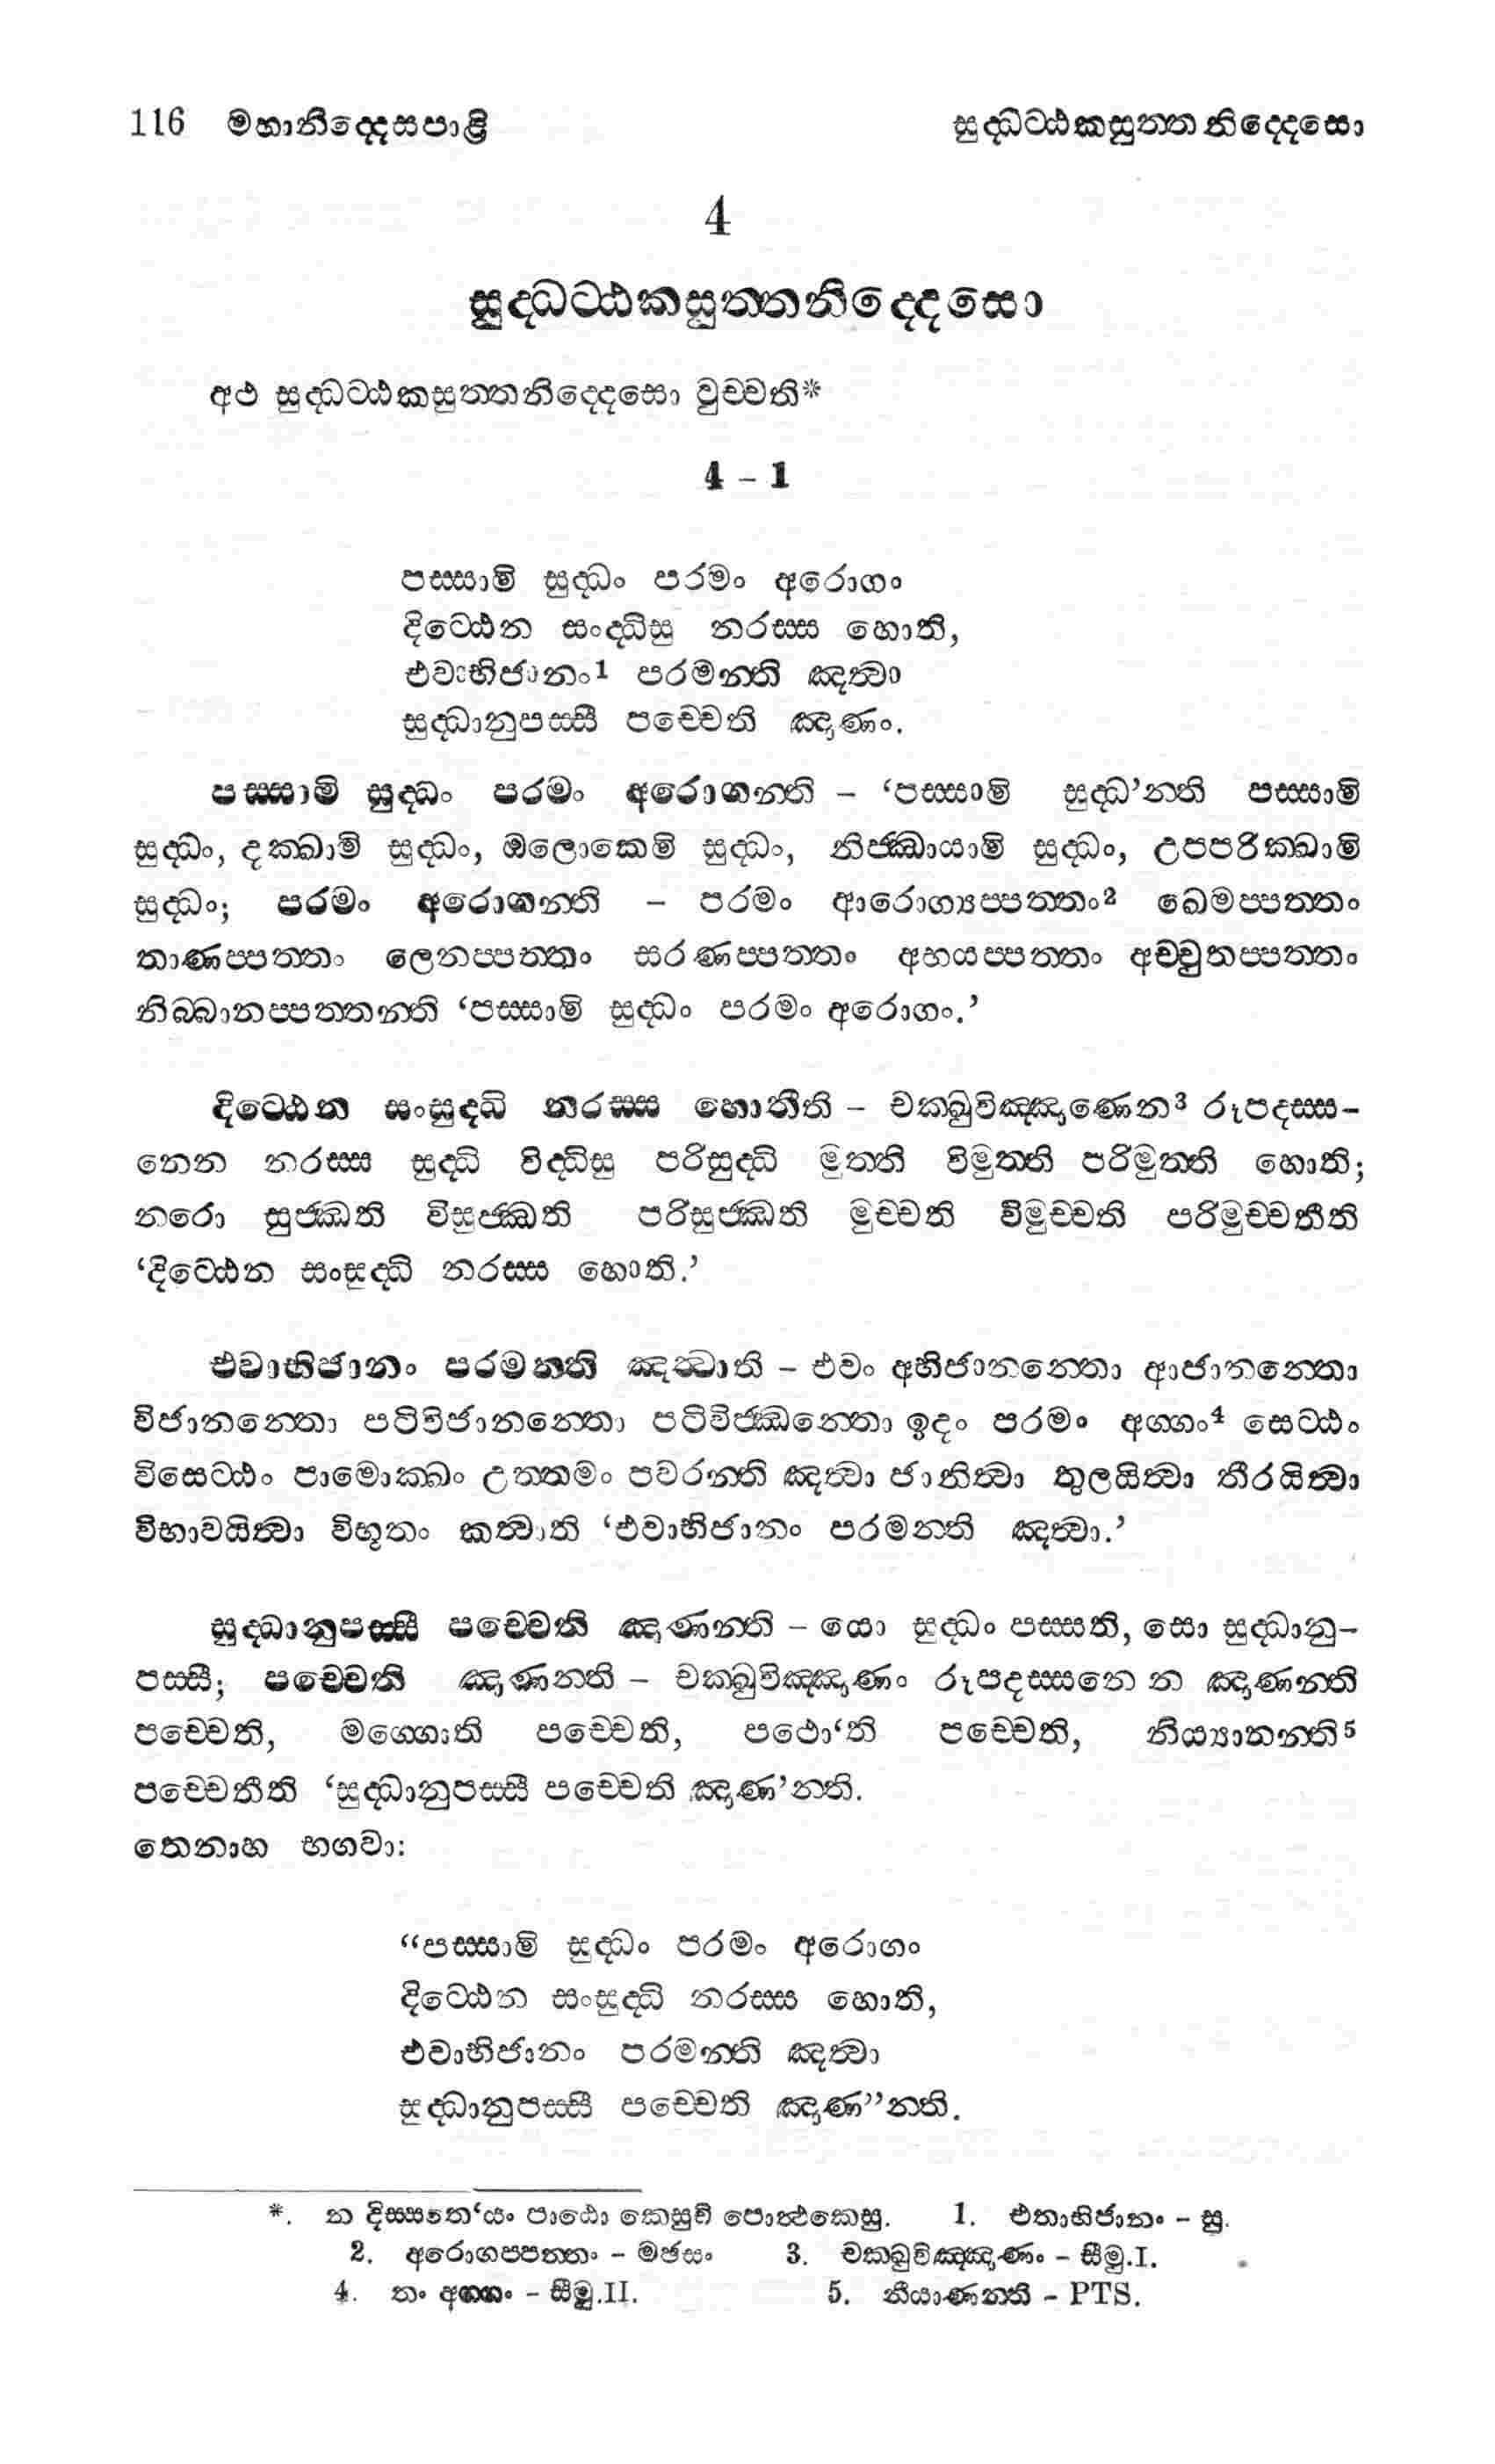 116 මහානිද්දෙසපාළි සුද්ධිට්ඨකසුත්තනිද්දෙසො
4
සුද්ධට්ඨකසුත්තනිද්දෙසො
අථ සුද්ධට්ඨකසුත්තනිද්දෙසො වුච්චති*
4 - 1
පස්සාමි සුද්ධං පරමං අරොගං
දිට්ඨෙන සංද්ධිසු නරස්ස හොති,
එවාභිජානං¹ පරමන්ති ඤත්වා
සුද්ධානුපස්සී පච්චෙති ඤාණං.
පස්සාමි සුද්ධං පරමං අරොගන්ති – ‘පස්සාමි සුද්ධ’න්ති පස්සාමි
සුද්ධං, දක්ඛාමි සුද්ධං, ඔලොකෙමි සුද්ධං, නිජ්ඣායාමි සුද්ධං, උපපරික්ඛාමි
සුද්ධං; පරමං අරොගන්ති – පරමං ආරොග්‍යප්පත්තං² ඛෙමප්පත්තං
තාණප්පත්තං ලෙනප්පත්තං සරණප්පත්තං අභයප්පත්තං අච්චුතප්පත්තං
නිබ්බානප්පත්තන්ති ‘පස්සාමි සුද්ධං පරමං අරොගං.’
දිට්ඨෙන සංසුද්ධි නරස්ස හොතීති – චක්ඛුවිඤ්ඤාණෙන³ රූපදස්ස-
නෙන නරස්ස සුද්ධි විද්ධිසු පරිසුද්ධි මුත්ති විමුත්ති පරිමුත්ති හොති;
නරො සුජ්ඣති විසුජ්ඣති පරිසුජ්ඣති මුච්චති විමුච්චති පරිමුච්චතීති
‘දිට්ඨෙන සංසුද්ධි නරස්ස හොති.’
එවාභිජානං පරමන්ති ඤත්වාති – එවං අභිජානන්තො ආජානන්තො
විජානන්තො පටිවිජානන්තො පටිවිජ්ඣන්තො ඉදං පරමං අග්ගං⁴ සෙට්ඨං
විසෙට්ඨං පාමොක්ඛං උත්තමං පවරන්ති ඤත්වා ජානිත්වා තුලයිත්වා තීරයිත්වා
විභාවයිත්වා විභූතං කත්වාති ‘එවාභිජානං පරමන්ති ඤත්වා.’
සුද්ධානුපස්සී පච්චෙති ඤාණන්ති – යො සුද්ධං පස්සති, සො සුද්ධානු-
පස්සී; පච්චෙති ඤාණන්ති – චක්ඛුවිඤ්ඤාණං රූපදස්සනෙ න ඤාණන්ති
පච්චෙති, මග්ගොති පච්චෙති, පථො‘ති පච්චෙති, නිය්‍යානන්ති⁵
පච්චෙතීති ‘සුද්ධානුපස්සී පච්චෙති ඤාණ’න්ති.
තෙනාහ භගවා:
“පස්සාමි සුද්ධං පරමං අරොගං
දිට්ඨෙන සංසුද්ධි නරස්ස හොති,
එවාභිජානං පරමන්ති ඤත්වා
සුද්ධානුපස්සී පච්චෙති ඤාණ”න්ති.
*. න දිස්සතෙ‘යං පාඨො කෙසුචි පොත්ථකෙසු. 1. එතාභිජානං – සු.
2. අරොගප්පත්තං – මඡසං 3. චක්ඛුවිඤ්ඤාණං – සීමු.I.
4. තං අග්ගං – සීමු.II. 5. නීයාණන්ති – PTS.